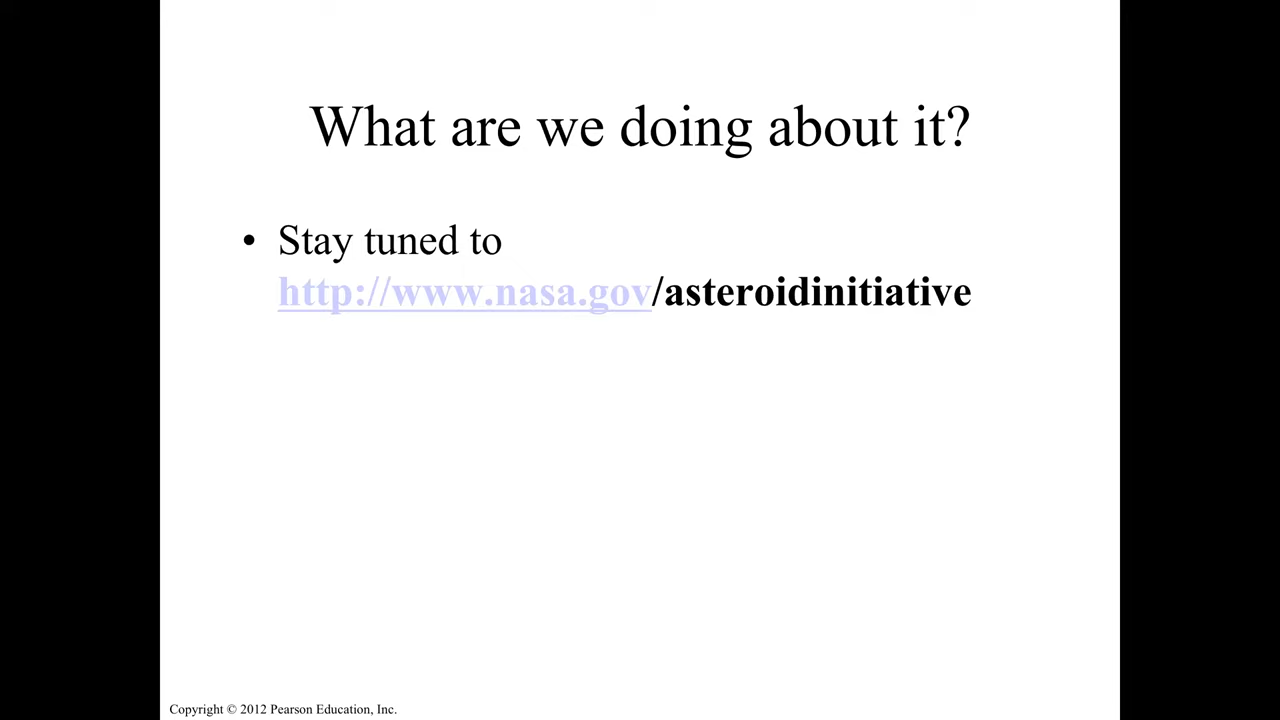 What are we doing about it?
• Stay tuned to
http://www.nasa.gov/asteroidinitiative
Copyright © 2012 Pearson Education, Inc.